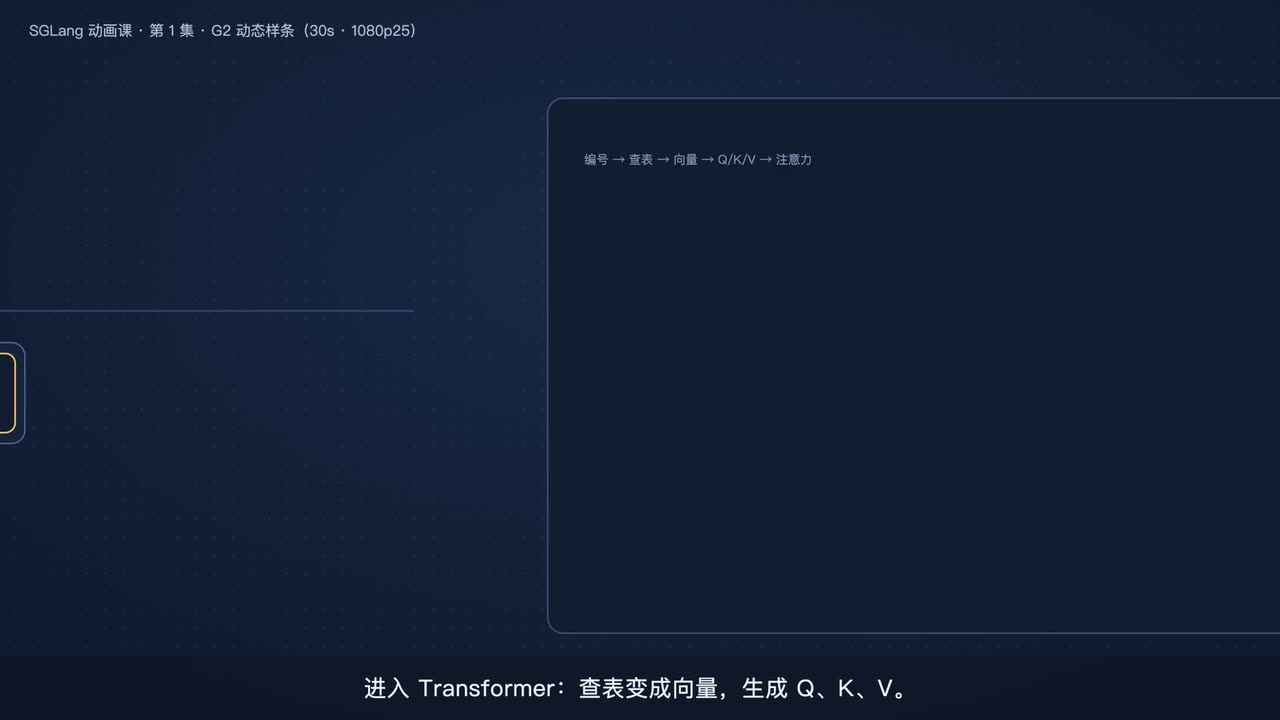 SGLang 动画课 · 第 1 集 · G2 动态样条（30s · 1080p25）
编号 → 查表 → 向量 → Q/K/V → 注意力
进入 Transformer：查表变成向量，生成 Q、K、V。